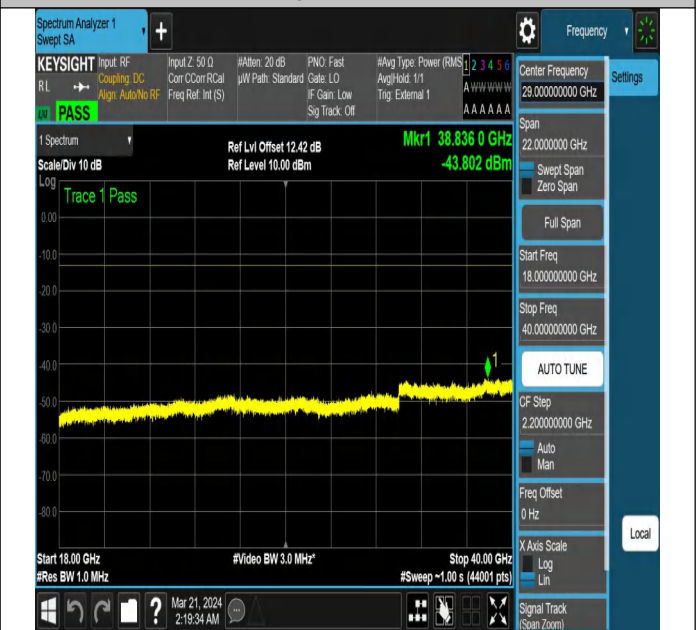 Spectrum Analyzer 1
Swept SA
+
Frequency
KEYSIGHT
RL
PASS
Input: RF
Coupling: DC
Align: Auto/No RF
Input Z: 50 Ω
Corr CCorr RCal
Freq Ref: Int (S)
#Atten: 20 dB
µW Path: Standard
PNO: Fast
Gate: LO
IF Gain: Low
Sig Track: Off
#Avg Type: Power (RMS
Avg|Hold: 1/1
Trig: External 1
1 2 3 4 5 6
A W W W W W
A A A A A A
Center Frequency
29.000000000 GHz
Settings
1 Spectrum
Scale/Div 10 dB
Ref Lvl Offset 12.42 dB
Ref Level 10.00 dBm
Mkr1 38.836 0 GHz
-43.802 dBm
Log
Trace 1 Pass
0.00
-10.0
-20.0
-30.0
-40.0
-50.0
-60.0
-70.0
-80.0
1
Start 18.00 GHz
#Res BW 1.0 MHz
#Video BW 3.0 MHz*
Stop 40.00 GHz
#Sweep ~1.00 s (44001 pts)
Span
22.0000000 GHz
Swept Span
Zero Span
Full Span
Start Freq
18.000000000 GHz
Stop Freq
40.000000000 GHz
AUTO TUNE
CF Step
2.200000000 GHz
Auto
Man
Freq Offset
0 Hz
X Axis Scale
Log
Lin
Local
Signal Track
(Span Zoom)
?
Mar 21, 2024
2:19:34 AM